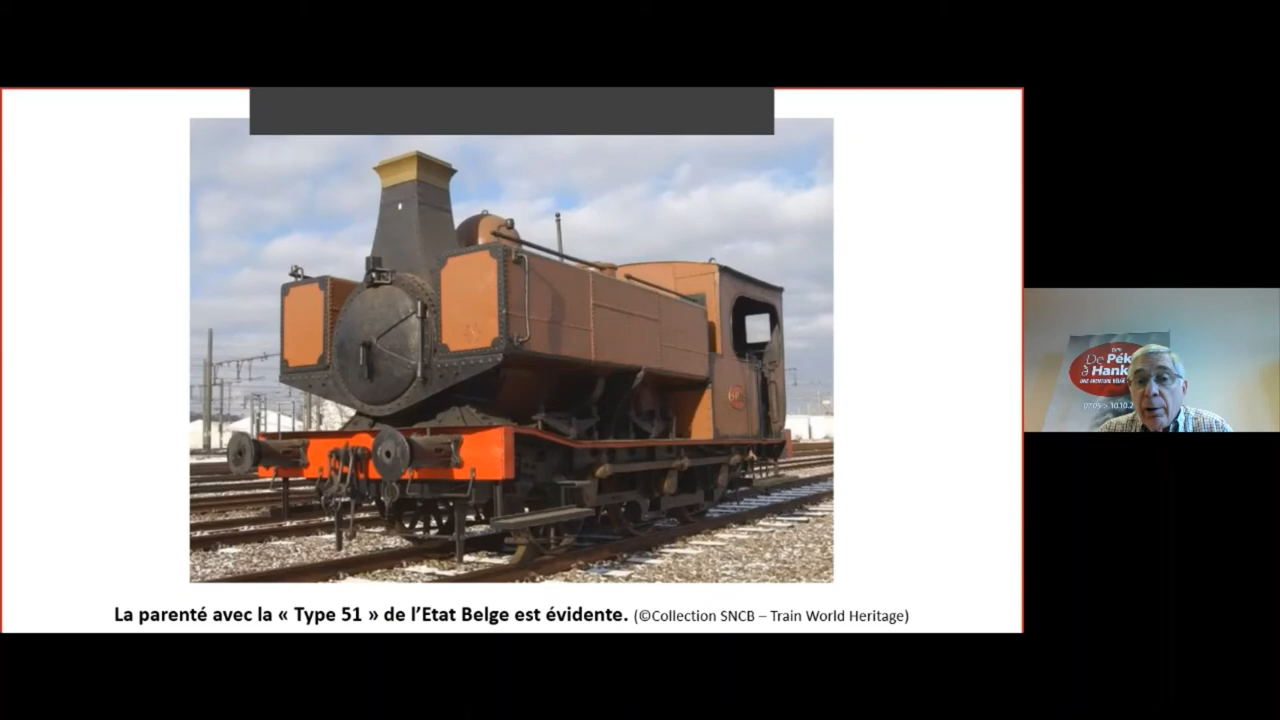 La parenté avec la « Type 51 » de l’Etat Belge est évidente. (©Collection SNCB – Train World Heritage)
De Pék
à Hank